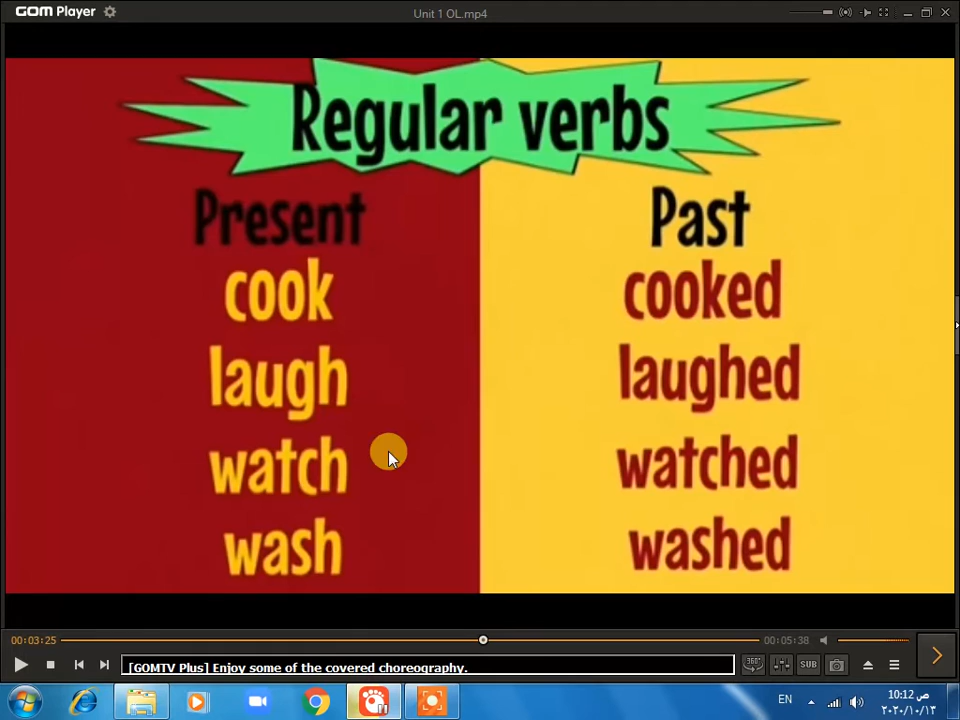 GOM Player
Unit 1 OL.mp4
Regular verbs
Present
Past
cook
cooked
laugh
laughed
watch
watched
wash
washed
00:03:25
00:05:38
[GOMTV Plus] Enjoy some of the covered choreography.
360°
SUB
EN
10:12 ص
٢٠٢٠/١٠/١٣